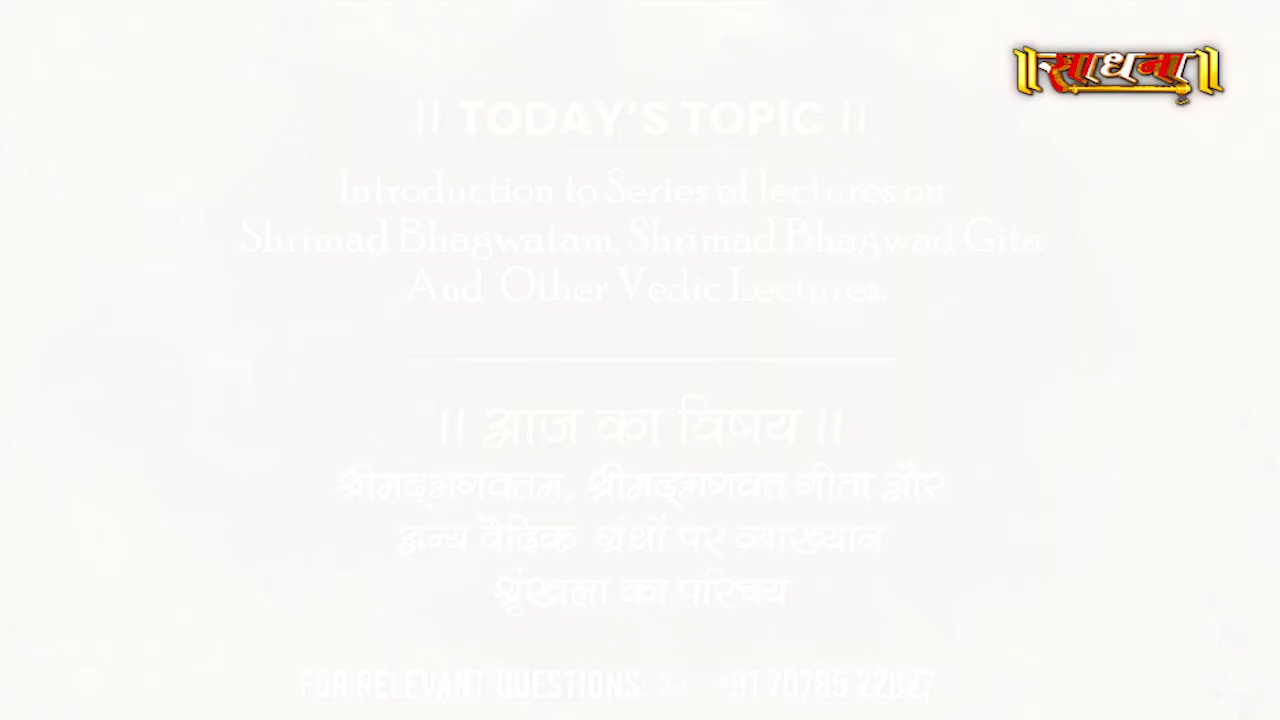 साधना
|| TODAY'S TOPIC ||
Introduction to Series of lectures on
Shrimad Bhagwatam, Shrimad Bhagwad Gita
And Other Vedic Lectures.
|| आज का विषय ||
श्रीमद्भगवतम, श्रीमद्भगवत गीता और
अन्य वैदिक ग्रंथों पर व्याख्यान
श्रृंखला का परिचय
FOR RELEVANT QUESTIONS +91 70785 22827